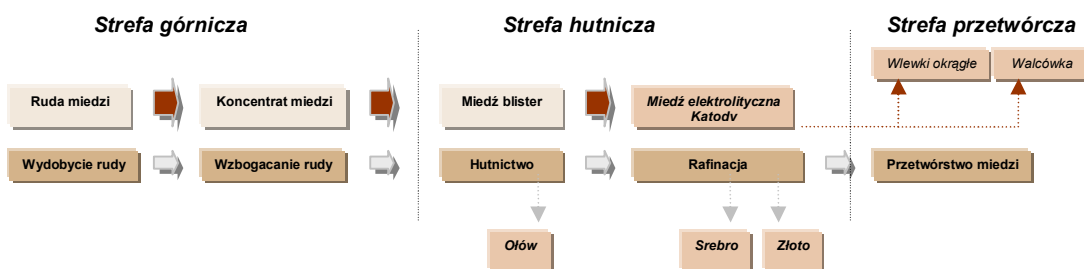 Strefa górnicza
Strefa hutnicza
Strefa przetwórcza
Wlewki okrągłe
Walcówka
Ruda miedzi
Koncentrat miedzi
Miedź blister
Miedź elektrolityczna
Katody
Wydobycie rudy
Wzbogacanie rudy
Hutnictwo
Rafinacja
Przetwórstwo miedzi
Ołów
Srebro
Złoto